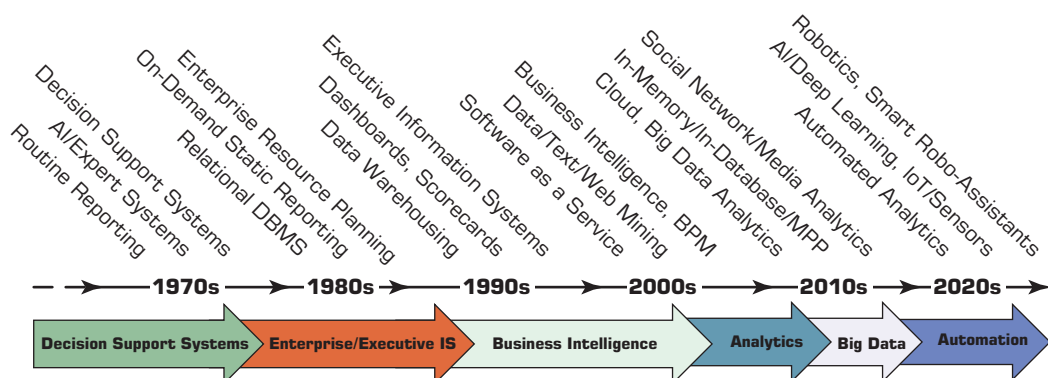 Routine Reporting
AI/Expert Systems
Decision Support Systems
Relational DBMS
On-Demand Static Reporting
Enterprise Resource Planning
Data Warehousing
Dashboards, Scorecards
Executive Information Systems
Software as a Service
Data/Text/Web Mining
Business Intelligence, BPM
Cloud, Big Data Analytics
In-Memory/In-Database/MPP
Social Network/Media Analytics
Automated Analytics
AI/Deep Learning, IoT/Sensors
Robotics, Smart Robo-Assistants
1970s
1980s
1990s
2000s
2010s
2020s
Decision Support Systems
Enterprise/Executive IS
Business Intelligence
Analytics
Big Data
Automation